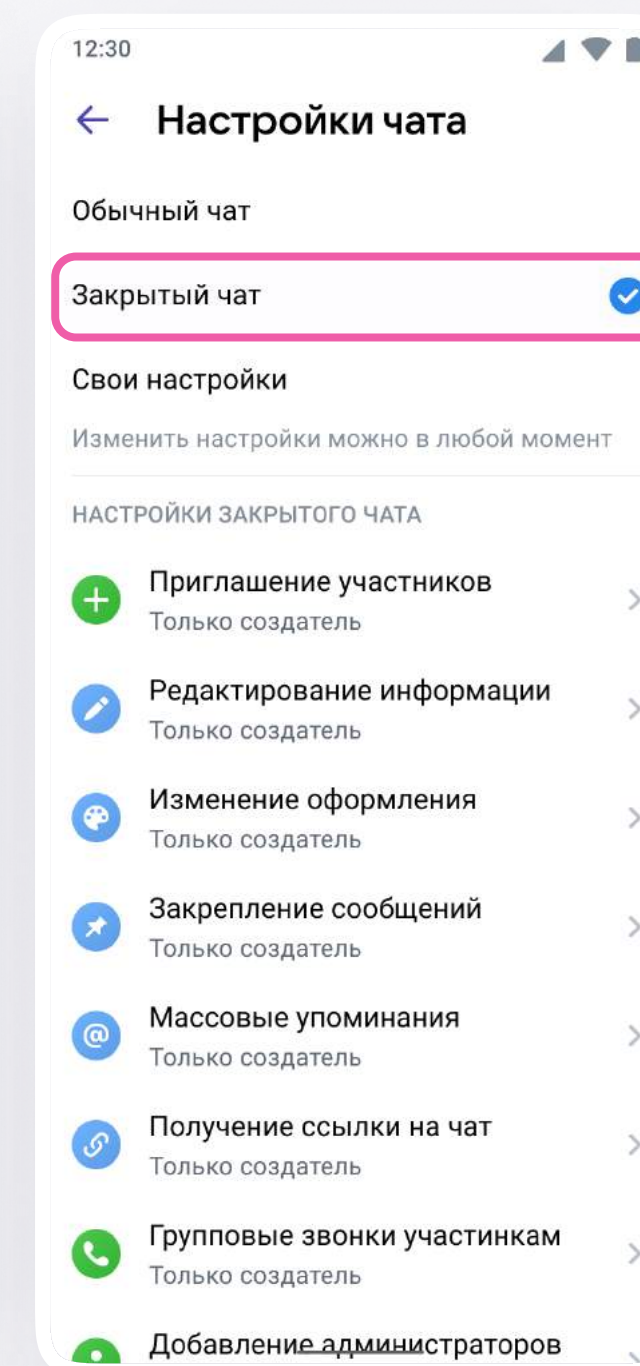 12:30
Настройки чата
Обычный чат
Закрытый чат
Свои настройки
Изменить настройки можно в любой момент
НАСТРОЙКИ ЗАКРЫТОГО ЧАТА
Приглашение участников
Только создатель
Редактирование информации
Только создатель
Изменение оформления
Только создатель
Закрепление сообщений
Только создатель
Массовые упоминания
Только создатель
Получение ссылки на чат
Только создатель
Групповые звонки участинкам
Только создатель
Добавление администраторов